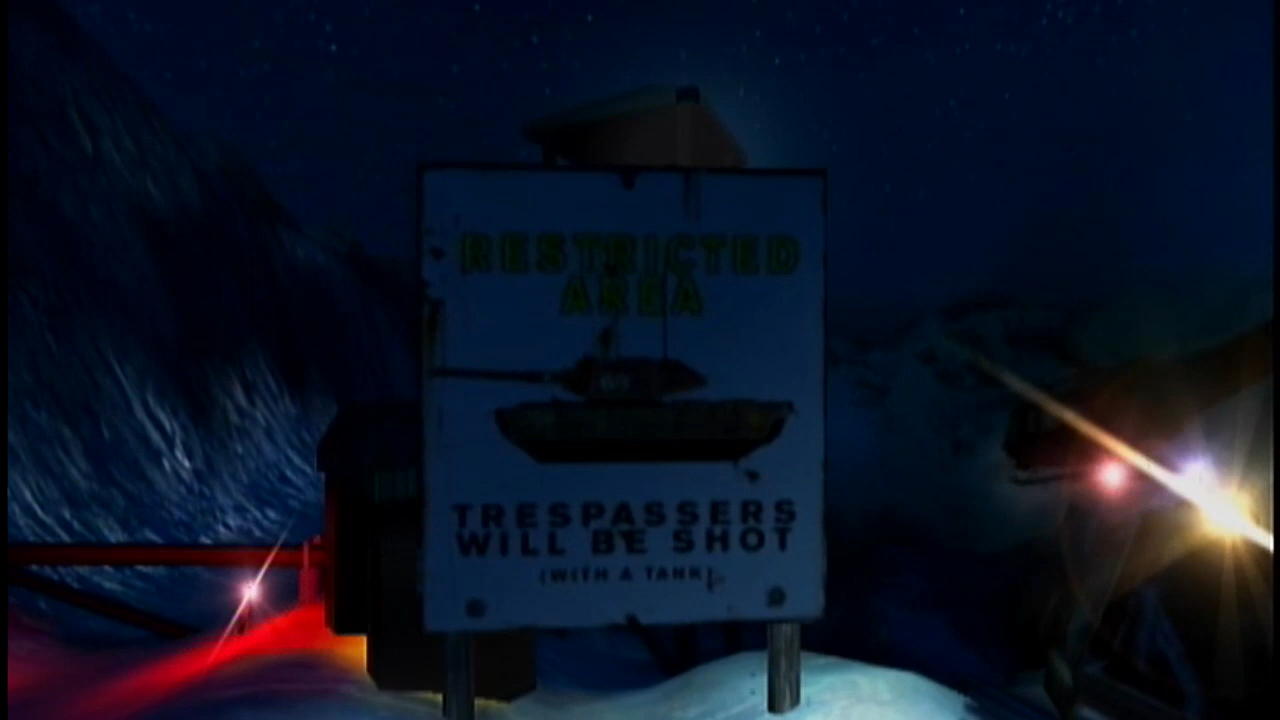 RESTRICTED
AREA
TRESPASSERS
WILL BE SHOT
(WITH A TANK)